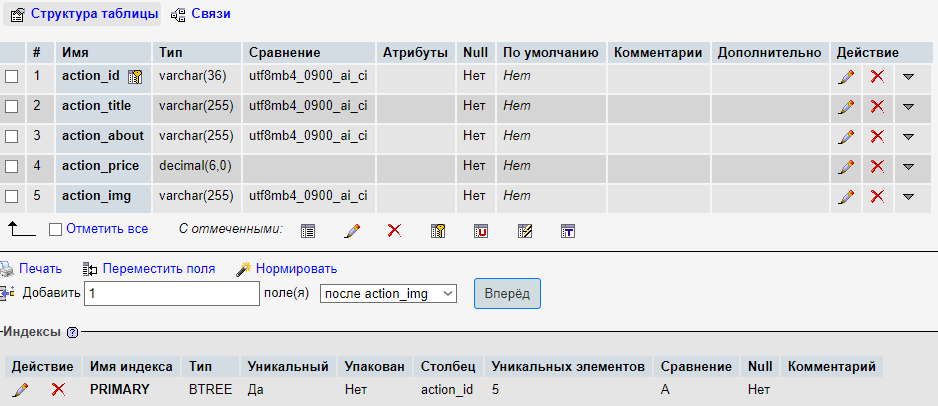 Структура таблицы Связи
# Имя Тип Сравнение Атрибуты Null По умолчанию Комментарии Дополнительно Действие
1 action_id varchar(36) utf8mb4_0900_ai_ci Нет Нет
2 action_title varchar(255) utf8mb4_0900_ai_ci Нет Нет
3 action_about varchar(255) utf8mb4_0900_ai_ci Нет Нет
4 action_price decimal(6,0) Нет Нет
5 action_img varchar(255) utf8mb4_0900_ai_ci Нет Нет
Отметить все С отмеченными:
Печать Переместить поля Нормировать
Добавить 1 поле(я) после action_img Вперёд
Индексы
Действие Имя индекса Тип Уникальный Упакован Столбец Уникальных элементов Сравнение Null Комментарий
PRIMARY BTREE Да Нет action_id 5 A Нет